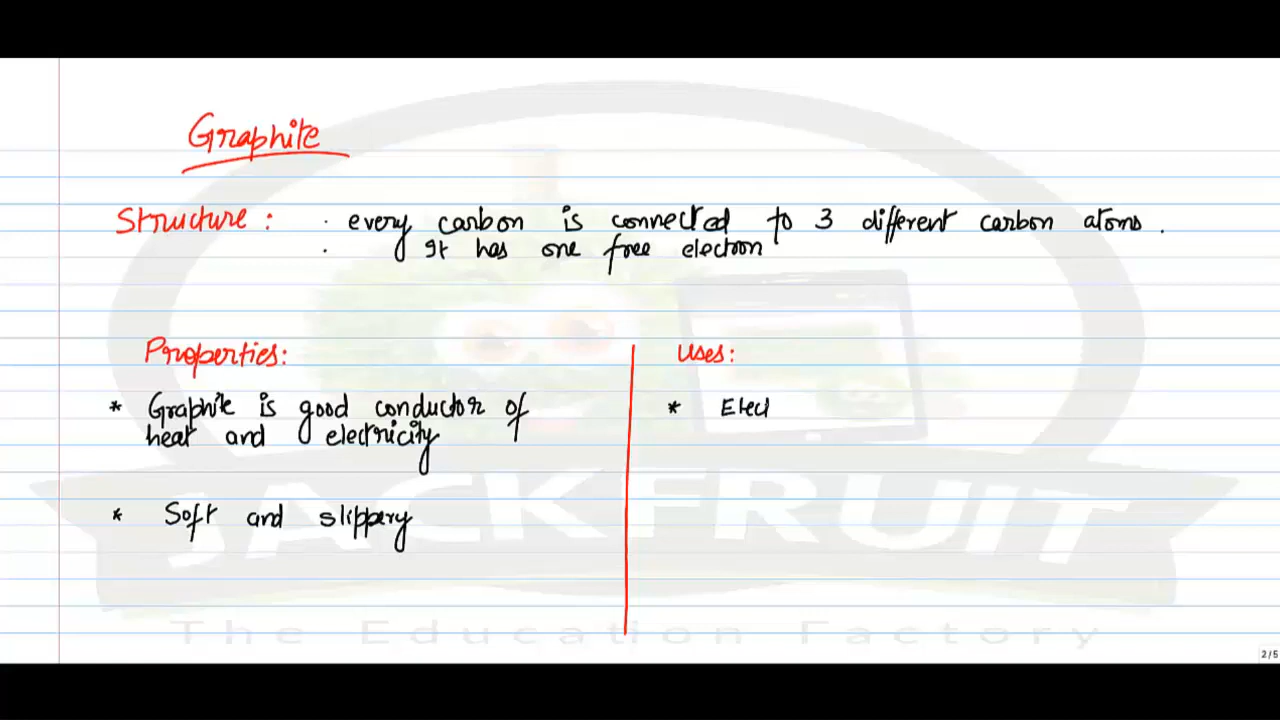 Graphite
Structure : · every carbon is connected to 3 different carbon atoms .
· It has one free electron
Properties:
* Graphite is good conductor of
heat and electricity
* Soft and slippery
Uses:
* Elect
JACKFRUIT
The Education Factory
2/5